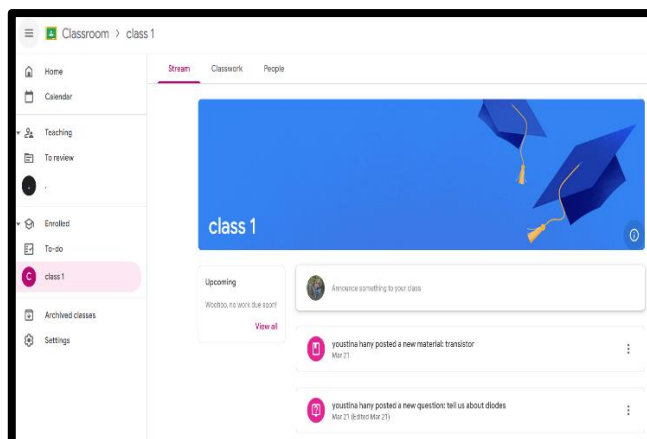 Classroom > class 1
Home
Calendar
Teaching
To review
.
Enrolled
To-do
C class 1
Archived classes
Settings
Stream Classwork People
class 1
Upcoming
Woohoo, no work due soon!
View all
Announce something to your class
youstina hany posted a new material: transistor
Mar 21
youstina hany posted a new question: tell us about diodes
Mar 21 (Edited Mar 21)